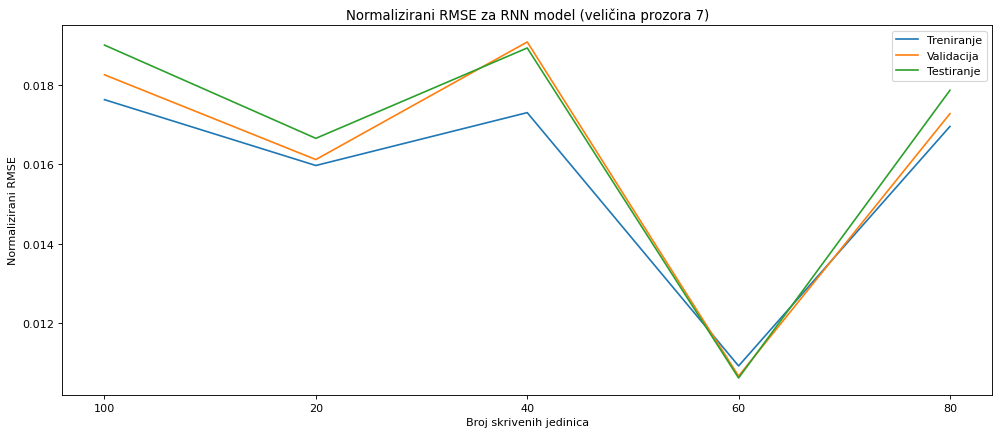 Normalizirani RMSE za RNN model (veličina prozora 7)
Treniranje
Validacija
Testiranje
Normalizirani RMSE
0.018
0.016
0.014
0.012
100 20 40 60 80
Broj skrivenih jedinica